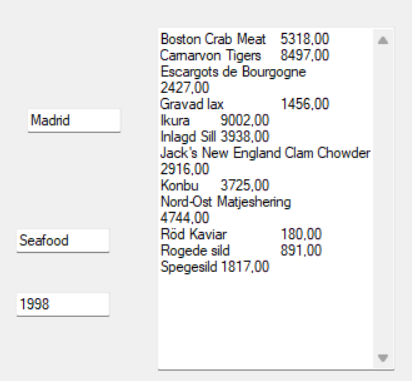 Madrid
Seafood
1998
Boston Crab Meat 5318,00
Carnarvon Tigers 8497,00
Escargots de Bourgogne
2427,00
Gravad lax 1456,00
Ikura 9002,00
Inlagd Sill 3938,00
Jack's New England Clam Chowder
2916,00
Konbu 3725,00
Nord-Ost Matjeshering
4744,00
Röd Kaviar 180,00
Rogede sild 891,00
Spegesild 1817,00